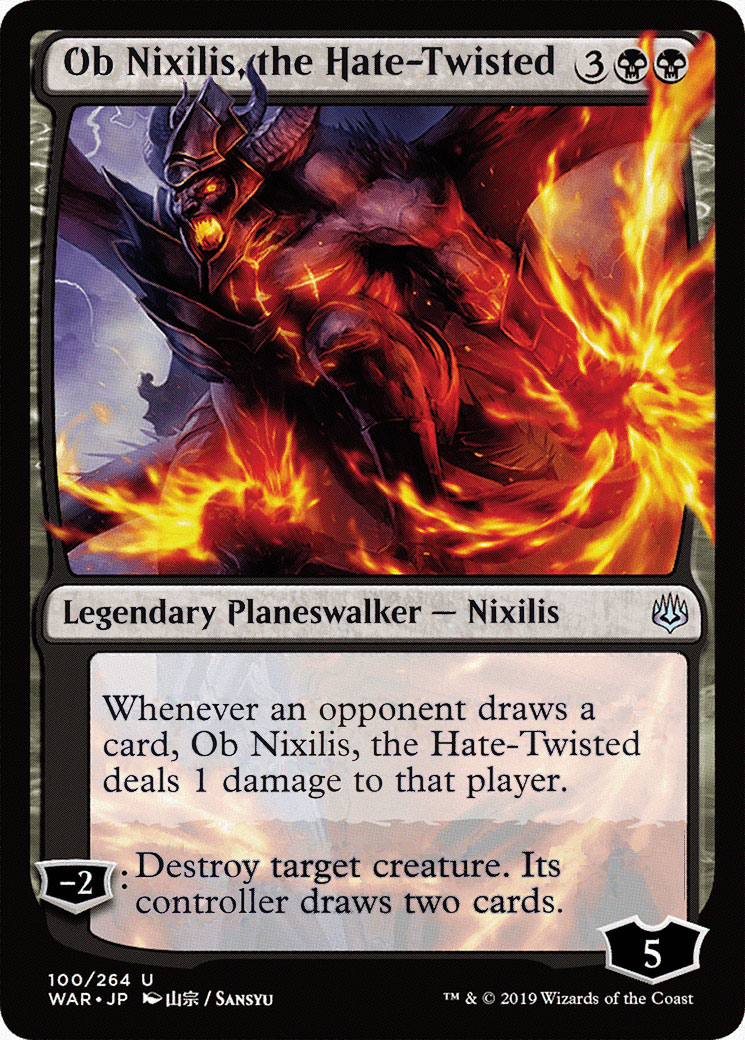 Ob Nixilis, the Hate-Twisted 3
Legendary Planeswalker — Nixilis
Whenever an opponent draws a
card, Ob Nixilis, the Hate-Twisted
deals 1 damage to that player.
-2 : Destroy target creature. Its
controller draws two cards.
5
100/264 U
WAR • JP 山宗 / Sansyu
™ & © 2019 Wizards of the Coast